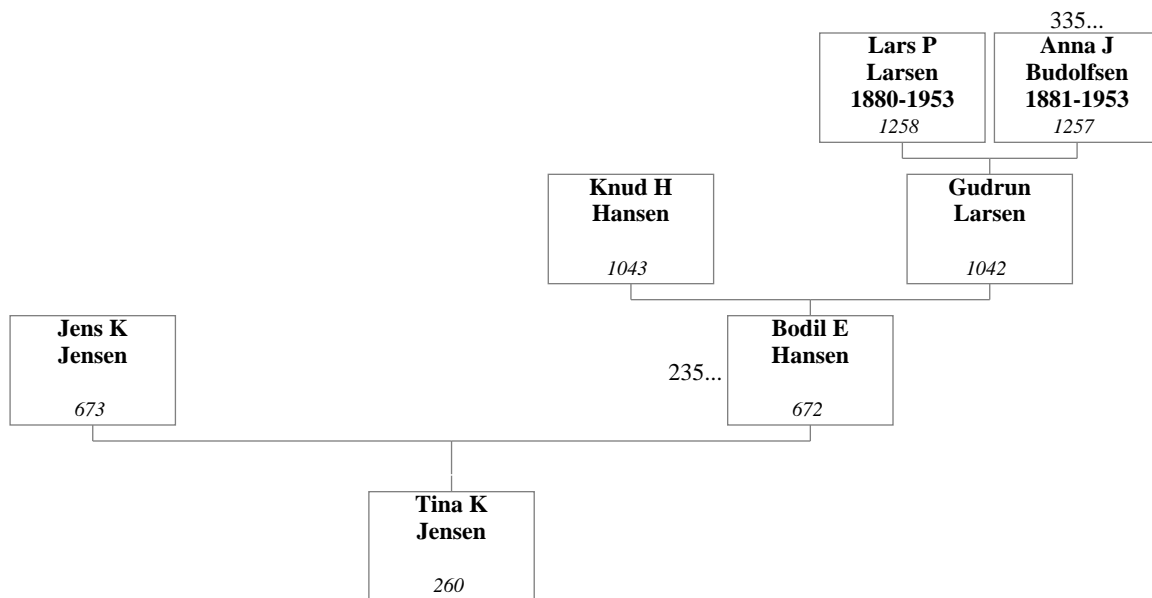 335...
Lars P
Larsen
1880-1953
1258
Anna J
Budolfsen
1881-1953
1257
Knud H
Hansen
1043
Gudrun
Larsen
1042
Jens K
Jensen
673
235...
Bodil E
Hansen
672
Tina K
Jensen
260